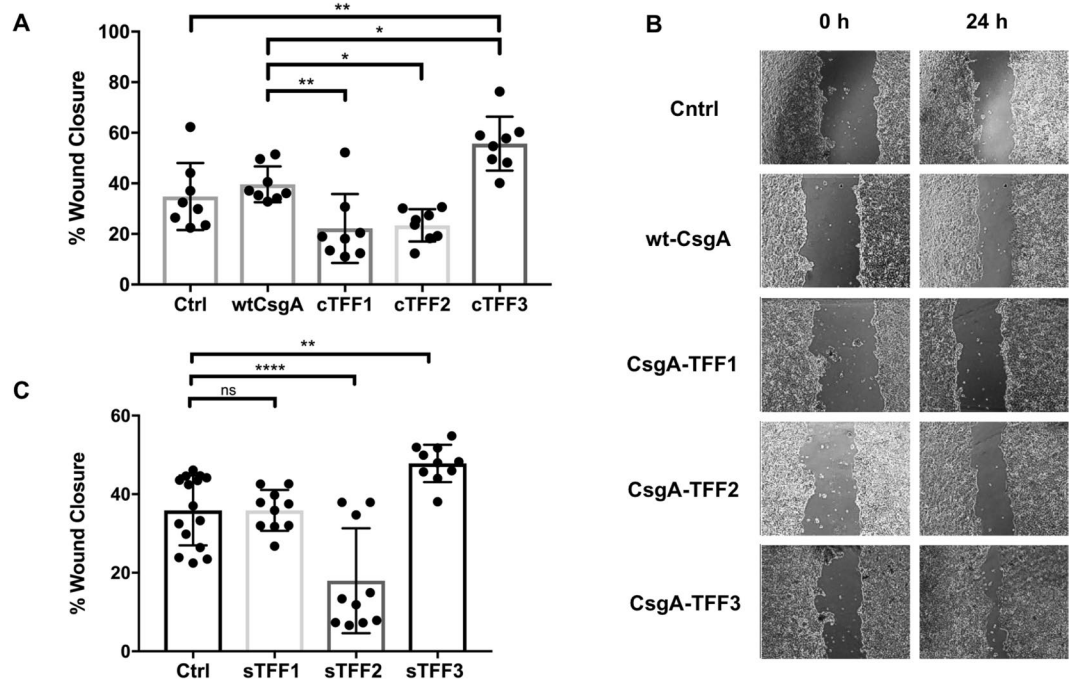 A
**
*
*
**
100
80
60
40
20
0
% Wound Closure
Ctrl wtCsgA cTFF1 cTFF2 cTFF3
B
0 h 24 h
Cntrl
wt-CsgA
CsgA-TFF1
CsgA-TFF2
CsgA-TFF3
C
**
****
ns
60
40
20
0
% Wound Closure
Ctrl sTFF1 sTFF2 sTFF3